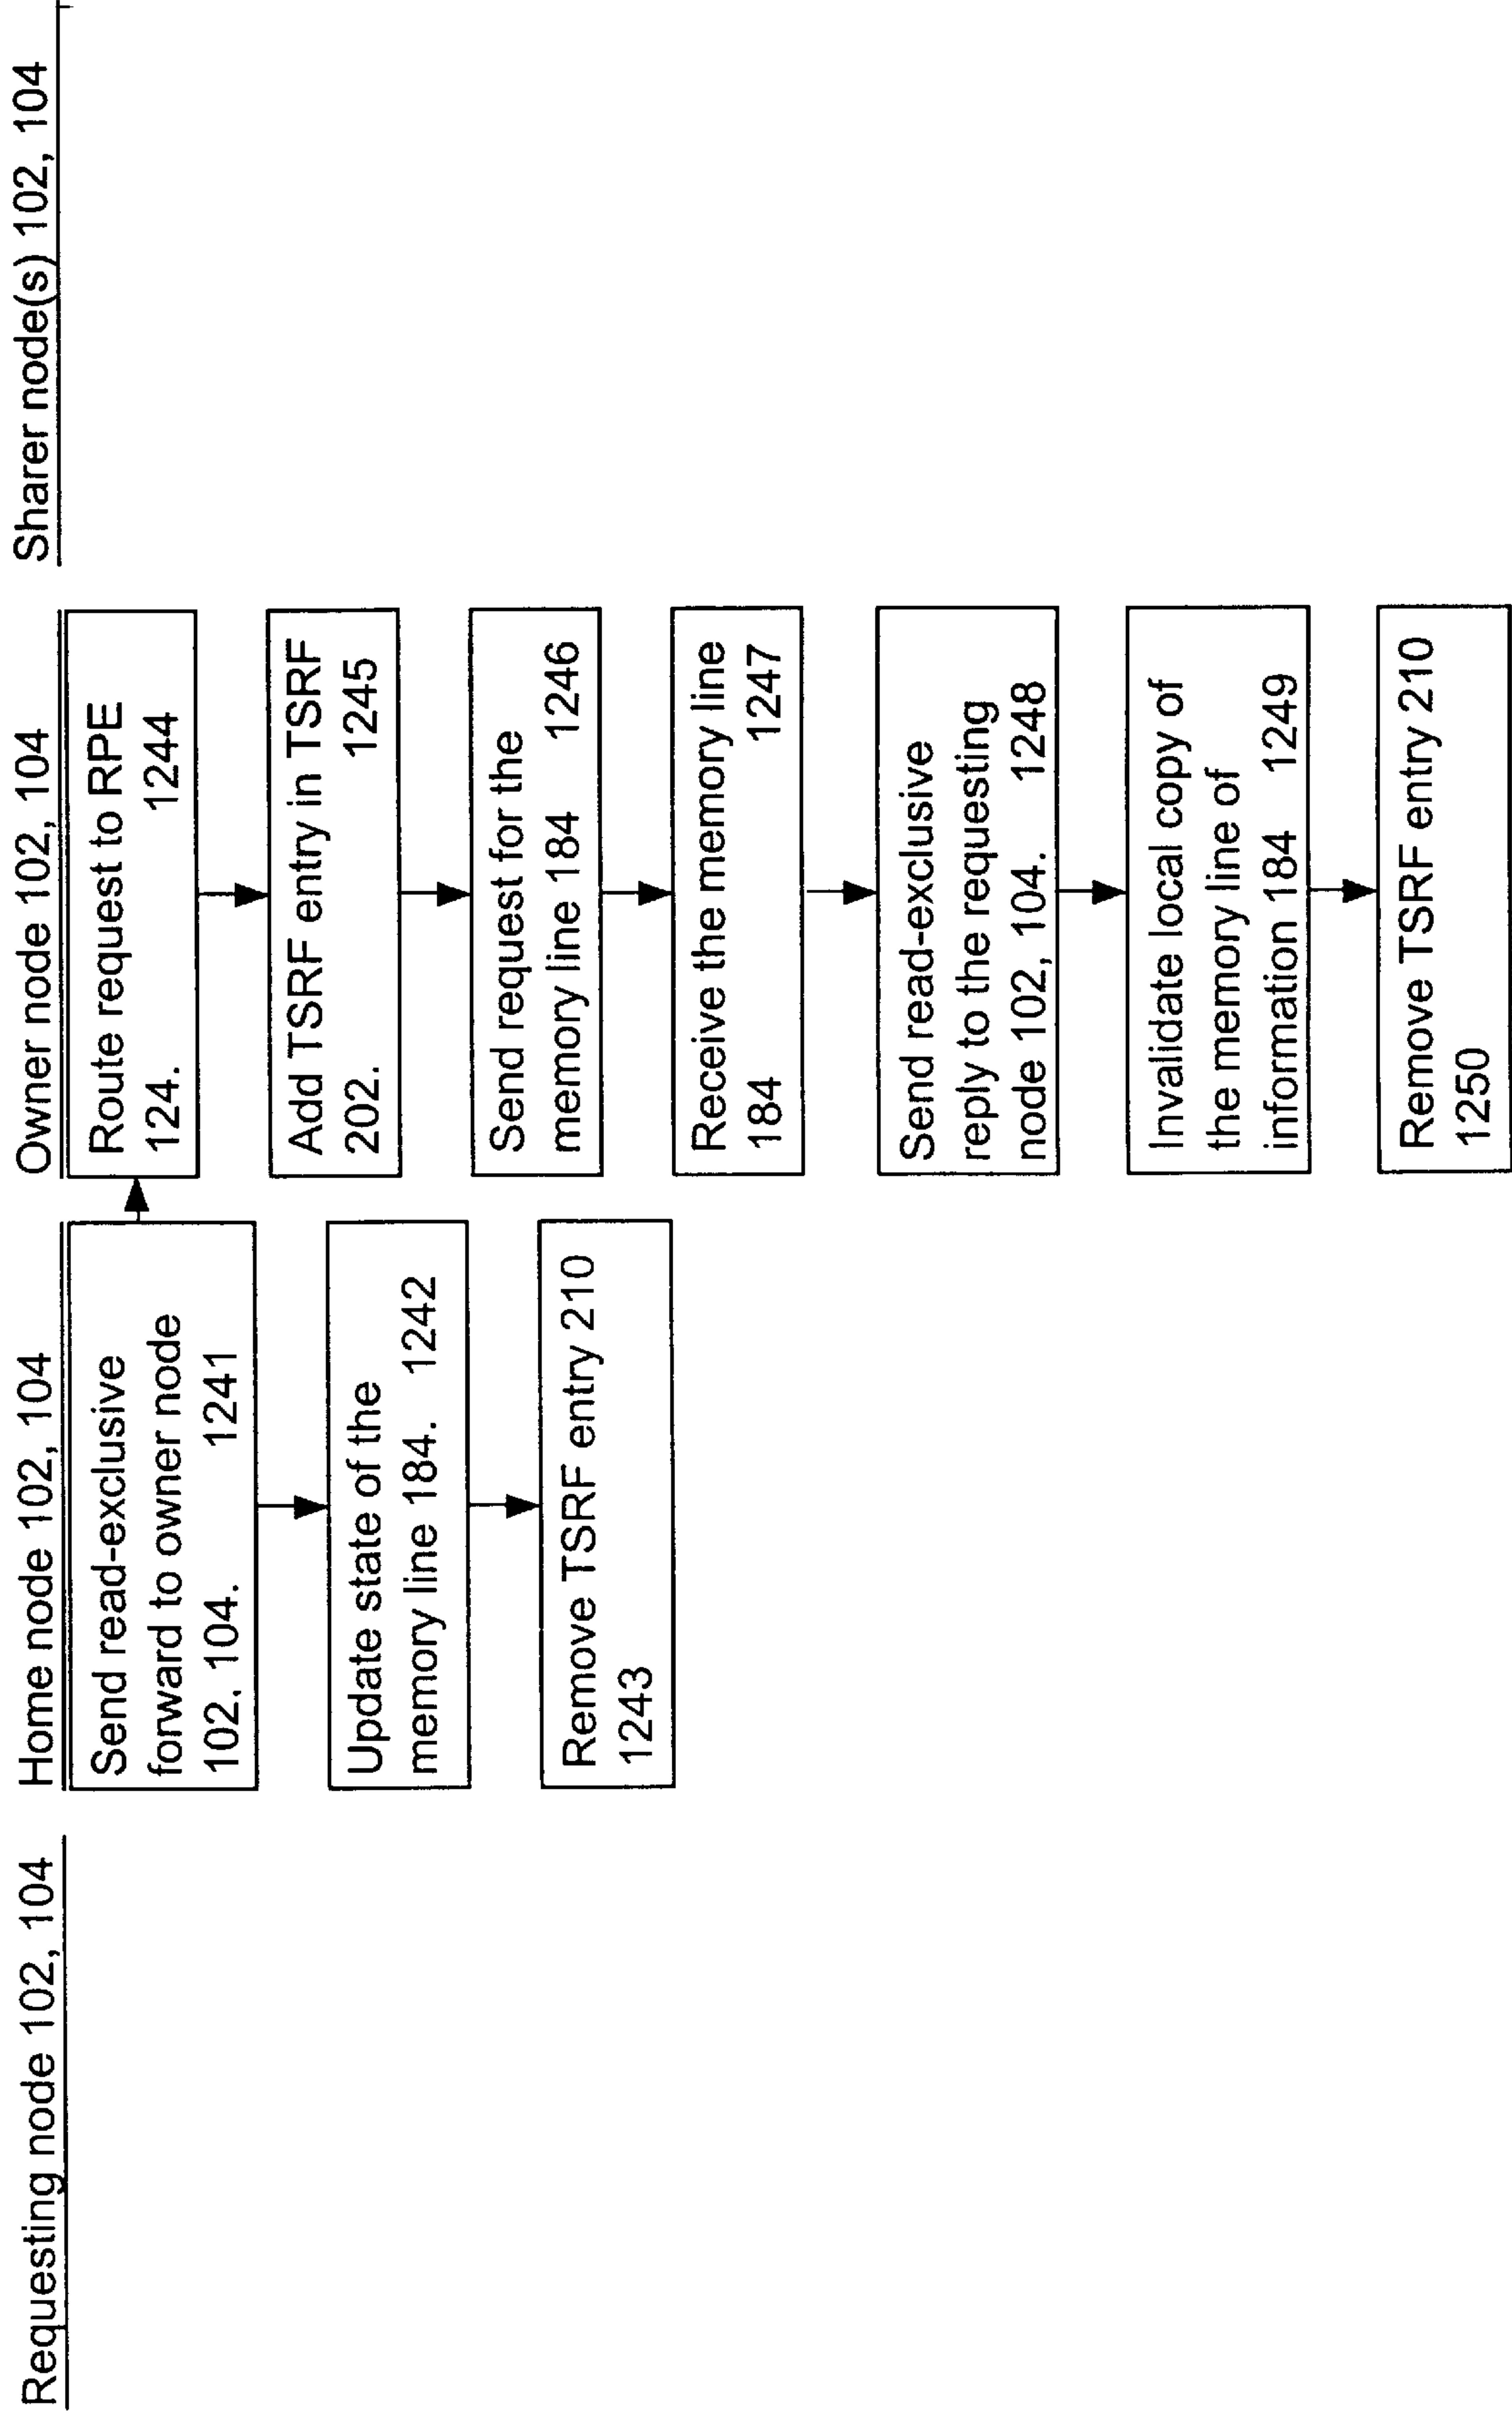 Requesting node 102, 104
Home node 102, 104
Owner node 102, 104
Sharer node(s) 102, 104
Send read-exclusive
forward to owner node
102, 104. 1241
Update state of the
memory line 184. 1242
Remove TSRF entry 210
1243
Route request to RPE
124. 1244
Add TSRF entry in TSRF
202. 1245
Send request for the
memory line 184 1246
Receive the memory line
184 1247
Send read-exclusive
reply to the requesting
node 102, 104. 1248
Invalidate local copy of
the memory line of
information 184 1249
Remove TSRF entry 210
1250